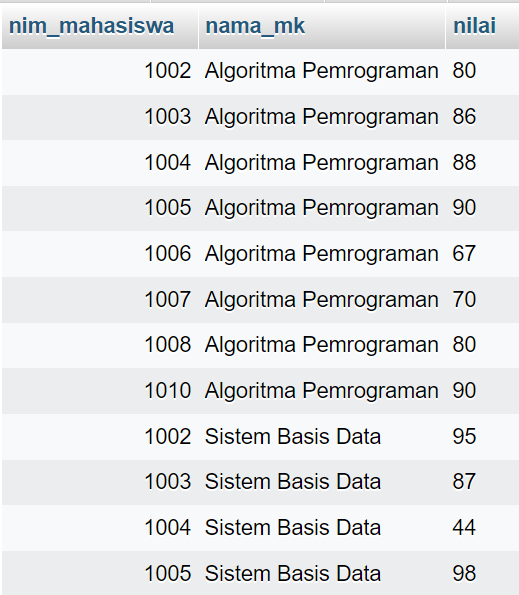 nim_mahasiswa nama_mk nilai
1002 Algoritma Pemrograman 80
1003 Algoritma Pemrograman 86
1004 Algoritma Pemrograman 88
1005 Algoritma Pemrograman 90
1006 Algoritma Pemrograman 67
1007 Algoritma Pemrograman 70
1008 Algoritma Pemrograman 80
1010 Algoritma Pemrograman 90
1002 Sistem Basis Data 95
1003 Sistem Basis Data 87
1004 Sistem Basis Data 44
1005 Sistem Basis Data 98